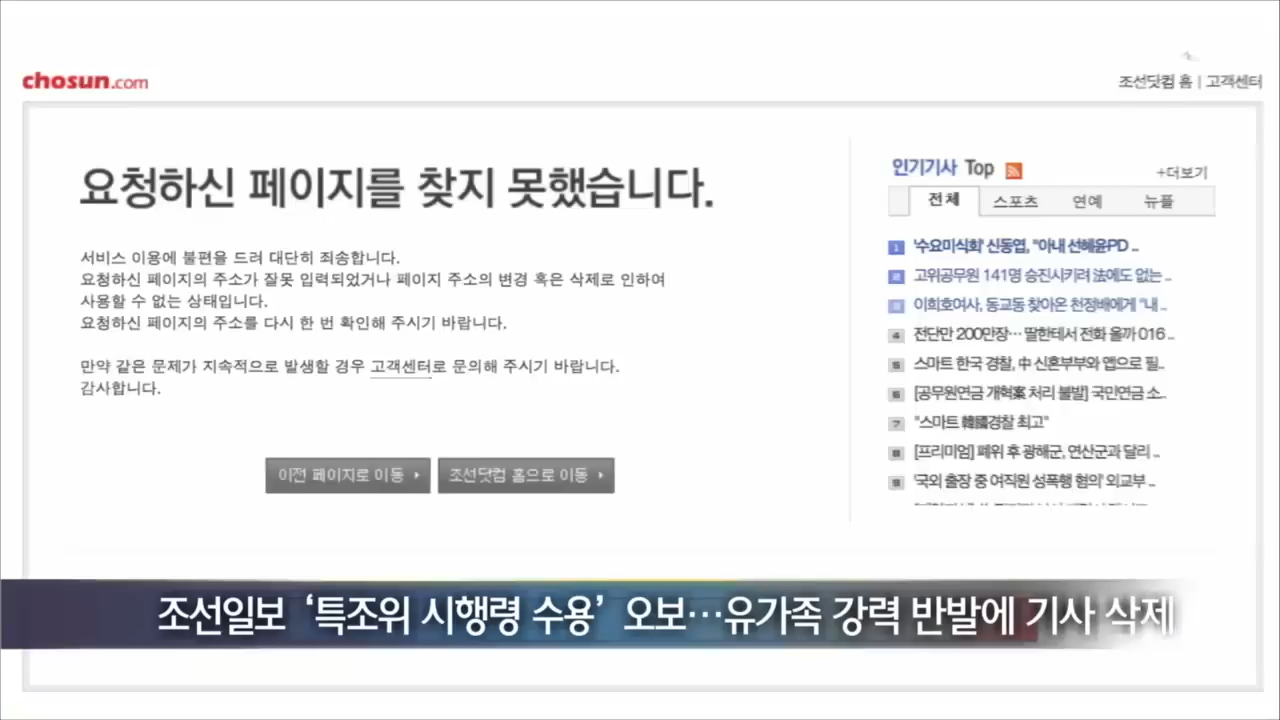 chosun.com
조선닷컴 홈 | 고객센터
요청하신 페이지를 찾지 못했습니다.
서비스 이용에 불편을 드려 대단히 죄송합니다.
요청하신 페이지의 주소가 잘못 입력되었거나 페이지 주소의 변경 혹은 삭제로 인하여
사용할 수 없는 상태입니다.
요청하신 페이지의 주소를 다시 한 번 확인해 주시기 바랍니다.
만약 같은 문제가 지속적으로 발생할 경우 고객센터로 문의해 주시기 바랍니다.
감사합니다.
이전 페이지로 이동
조선닷컴 홈으로 이동
인기기사 Top
+더보기
전체 스포츠 연예 뉴플
1 '수요미식회' 신동엽, "아내 선혜윤PD ..
2 고위공무원 141명 승진시키려 法에도 없는 ..
3 이희호여사, 동교동 찾아온 천정배에게 "내 ..
4 전단만 200만장… 딸한테서 전화 올까 016 ..
5 스마트 한국 경찰, 中 신혼부부와 앱으로 필..
6 [공무원연금 개혁案 처리 불발] 국민연금 소..
7 "스마트 韓國경찰 최고"
8 [프리미엄] 폐위 후 광해군, 연산군과 달리 ..
9 '국외 출장 중 여직원 성폭행 혐의' 외교부 ..
조선일보 ‘특조위 시행령 수용’ 오보…유가족 강력 반발에 기사 삭제